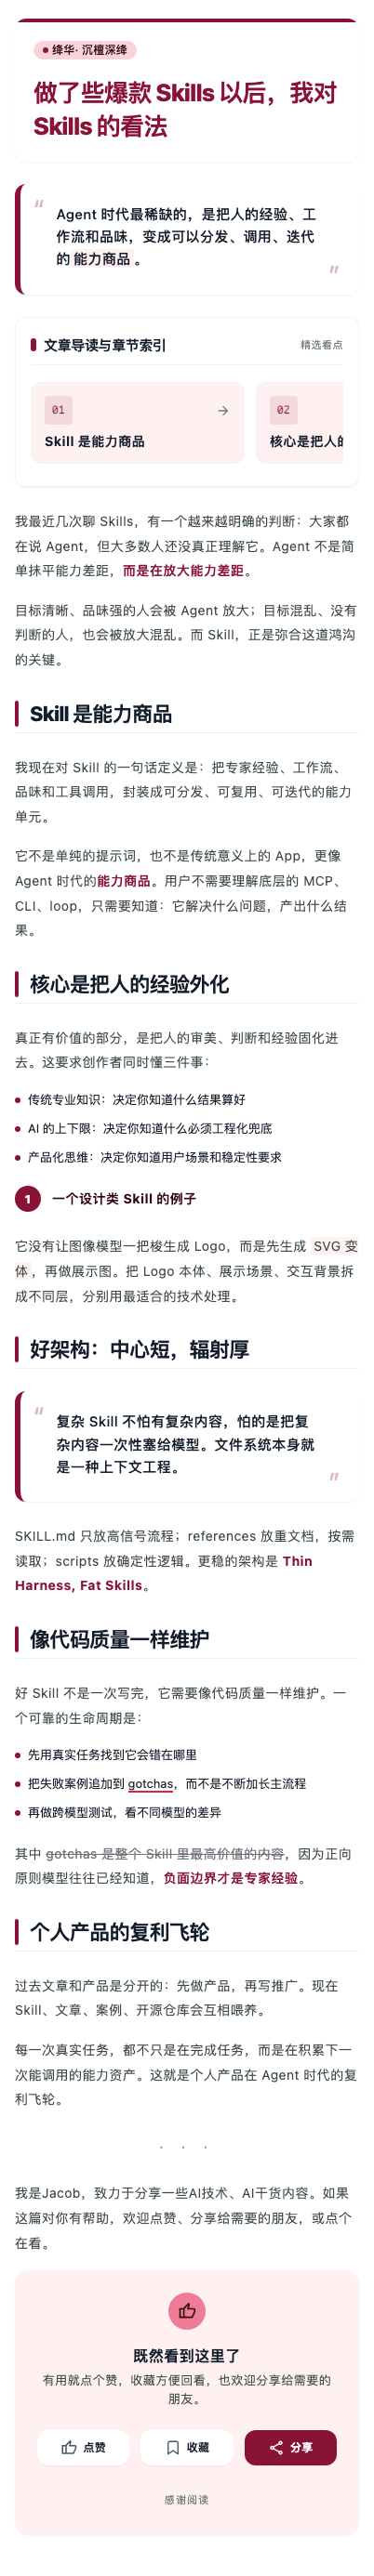 绛华· 沉檀深绛
做了些爆款 Skills 以后，我对
Skills 的看法
Agent 时代最稀缺的，是把人的经验、工
作流和品味，变成可以分发、调用、迭代
的 能力商品 。
文章导读与章节索引
精选看点
01
Skill 是能力商品
02
核心是把人的
我最近几次聊 Skills，有一个越来越明确的判断：大家都
在说 Agent，但大多数人还没真正理解它。Agent 不是简
单抹平能力差距，而是在放大能力差距。
目标清晰、品味强的人会被 Agent 放大；目标混乱、没有
判断的人，也会被放大混乱。而 Skill，正是弥合这道鸿沟
的关键。
Skill 是能力商品
我现在对 Skill 的一句话定义是：把专家经验、工作流、
品味和工具调用，封装成可分发、可复用、可迭代的能力
单元。
它不是单纯的提示词，也不是传统意义上的 App，更像
Agent 时代的能力商品。用户不需要理解底层的 MCP、
CLI、loop，只需要知道：它解决什么问题，产出什么结
果。
核心是把人的经验外化
真正有价值的部分，是把人的审美、判断和经验固化进
去。这要求创作者同时懂三件事：
传统专业知识：决定你知道什么结果算好
AI 的上下限：决定你知道什么必须工程化兜底
产品化思维：决定你知道用户场景和稳定性要求
1 一个设计类 Skill 的例子
它没有让图像模型一把梭生成 Logo，而是先生成 SVG 变
体 ，再做展示图。把 Logo 本体、展示场景、交互背景拆
成不同层，分别用最适合的技术处理。
好架构：中心短，辐射厚
复杂 Skill 不怕有复杂内容，怕的是把复
杂内容一次性塞给模型。文件系统本身就
是一种上下文工程。
SKILL.md 只放高信号流程；references 放重文档，按需
读取；scripts 放确定性逻辑。更稳的架构是 Thin
Harness, Fat Skills。
像代码质量一样维护
好 Skill 不是一次写完，它需要像代码质量一样维护。一
个可靠的生命周期是：
先用真实任务找到它会错在哪里
把失败案例追加到 gotchas，而不是不断加长主流程
再做跨模型测试，看不同模型的差异
其中 gotchas 是整个 Skill 里最高价值的内容，因为正向
原则模型往往已经知道，负面边界才是专家经验。
个人产品的复利飞轮
过去文章和产品是分开的：先做产品，再写推广。现在
Skill、文章、案例、开源仓库会互相喂养。
每一次真实任务，都不只是在完成任务，而是在积累下一
次能调用的能力资产。这就是个人产品在 Agent 时代的复
利飞轮。
· · ·
我是Jacob，致力于分享一些AI技术、AI干货内容。如果
这篇对你有帮助，欢迎点赞、分享给需要的朋友，或点个
在看。
既然看到这里了
有用就点个赞，收藏方便回看，也欢迎分享给需要的
朋友。
点赞
收藏
分享
感谢阅读